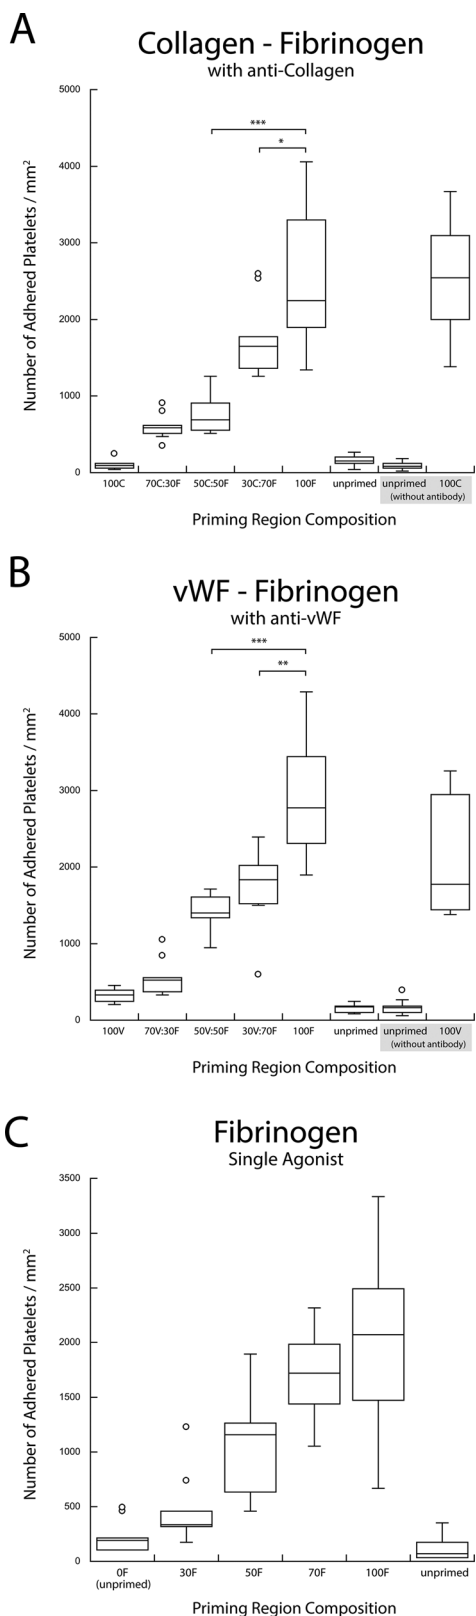 A
Collagen - Fibrinogen
with anti-Collagen
Number of Adhered Platelets / mm²
5000
4000
3000
2000
1000
0
***
*
100C
70C:30F
50C:50F
30C:70F
100F
unprimed
unprimed
100C
(without antibody)
Priming Region Composition
B
vWF - Fibrinogen
with anti-vWF
Number of Adhered Platelets / mm²
5000
4000
3000
2000
1000
0
***
**
100V
70V:30F
50V:50F
30V:70F
100F
unprimed
unprimed
100V
(without antibody)
Priming Region Composition
C
Fibrinogen
Single Agonist
Number of Adhered Platelets / mm²
3500
3000
2500
2000
1500
1000
500
0
0F
(unprimed)
30F
50F
70F
100F
unprimed
Priming Region Composition